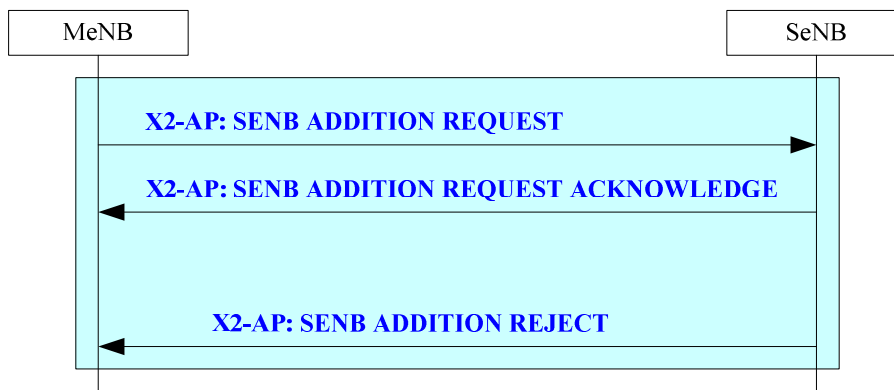 MeNB
SeNB
X2-AP: SENB ADDITION REQUEST
X2-AP: SENB ADDITION REQUEST ACKNOWLEDGE
X2-AP: SENB ADDITION REJECT